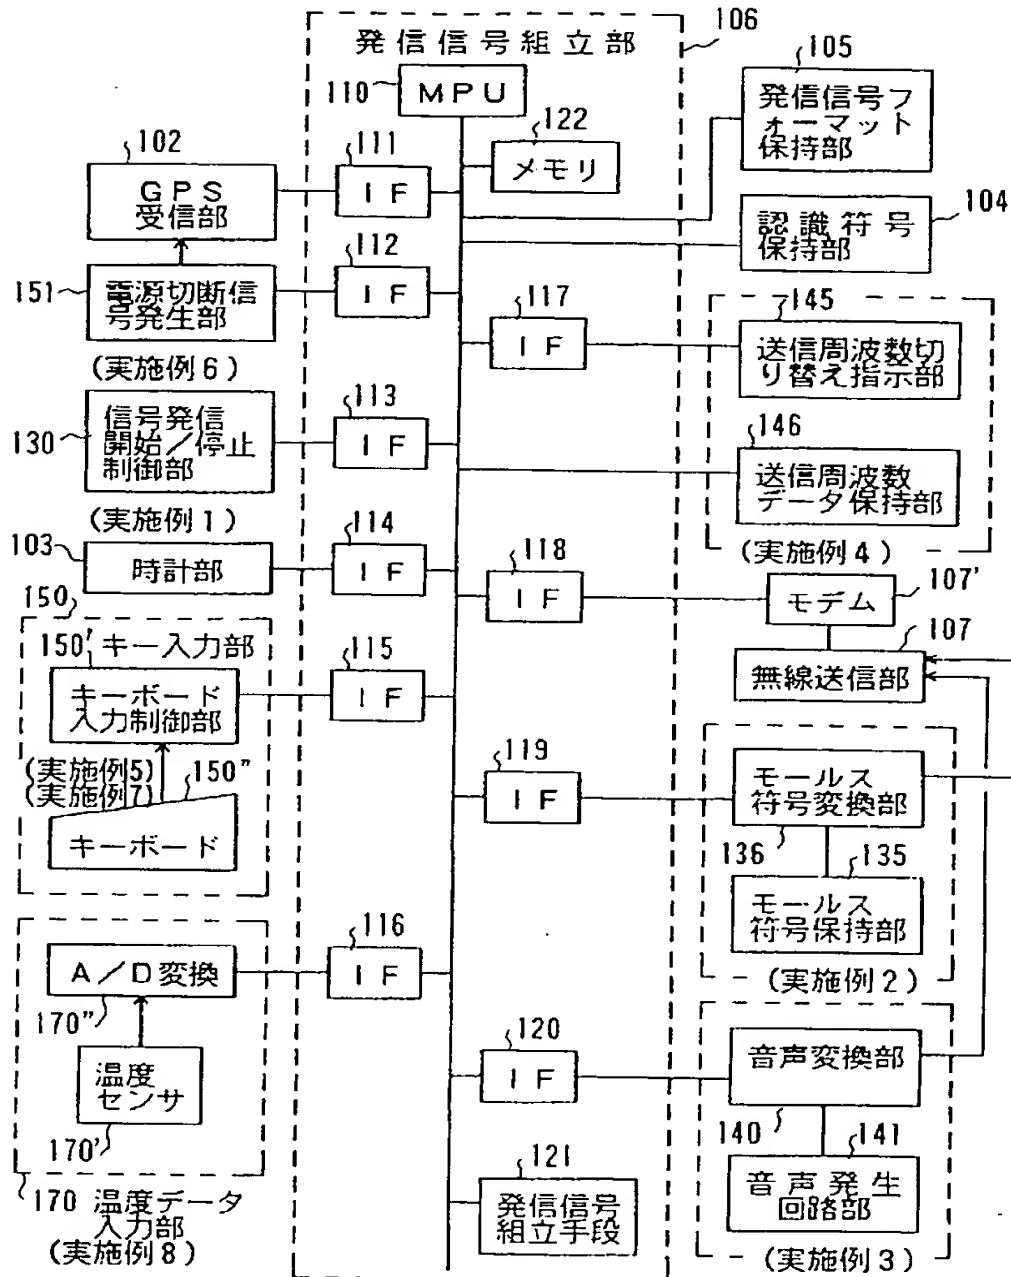 発信信号組立部
106
110
MPU
105
発信信号フ
ォーマット
保持部
122
メモリ
102
GPS
受信部
111
IF
104
認識符号
保持部
112
IF
151
電源切断信
号発生部
(実施例6)
117
IF
145
送信周波数切
り替え指示部
130
信号発信
開始/停止
制御部
(実施例1)
113
IF
146
送信周波数
データ保持部
(実施例4)
103
時計部
114
IF
118
IF
107'
モデム
107
無線送信部
150
150' キー入力部
キーボード
入力制御部
(実施例5)
(実施例7)
150"
キーボード
115
IF
119
IF
モールス
符号変換部
136
135
モールス
符号保持部
(実施例2)
116
IF
A/D変換
170"
温度
センサ
170'
170 温度データ
入力部
(実施例8)
120
IF
音声変換部
140
141
音声発生
回路部
(実施例3)
121
発信信号
組立手段